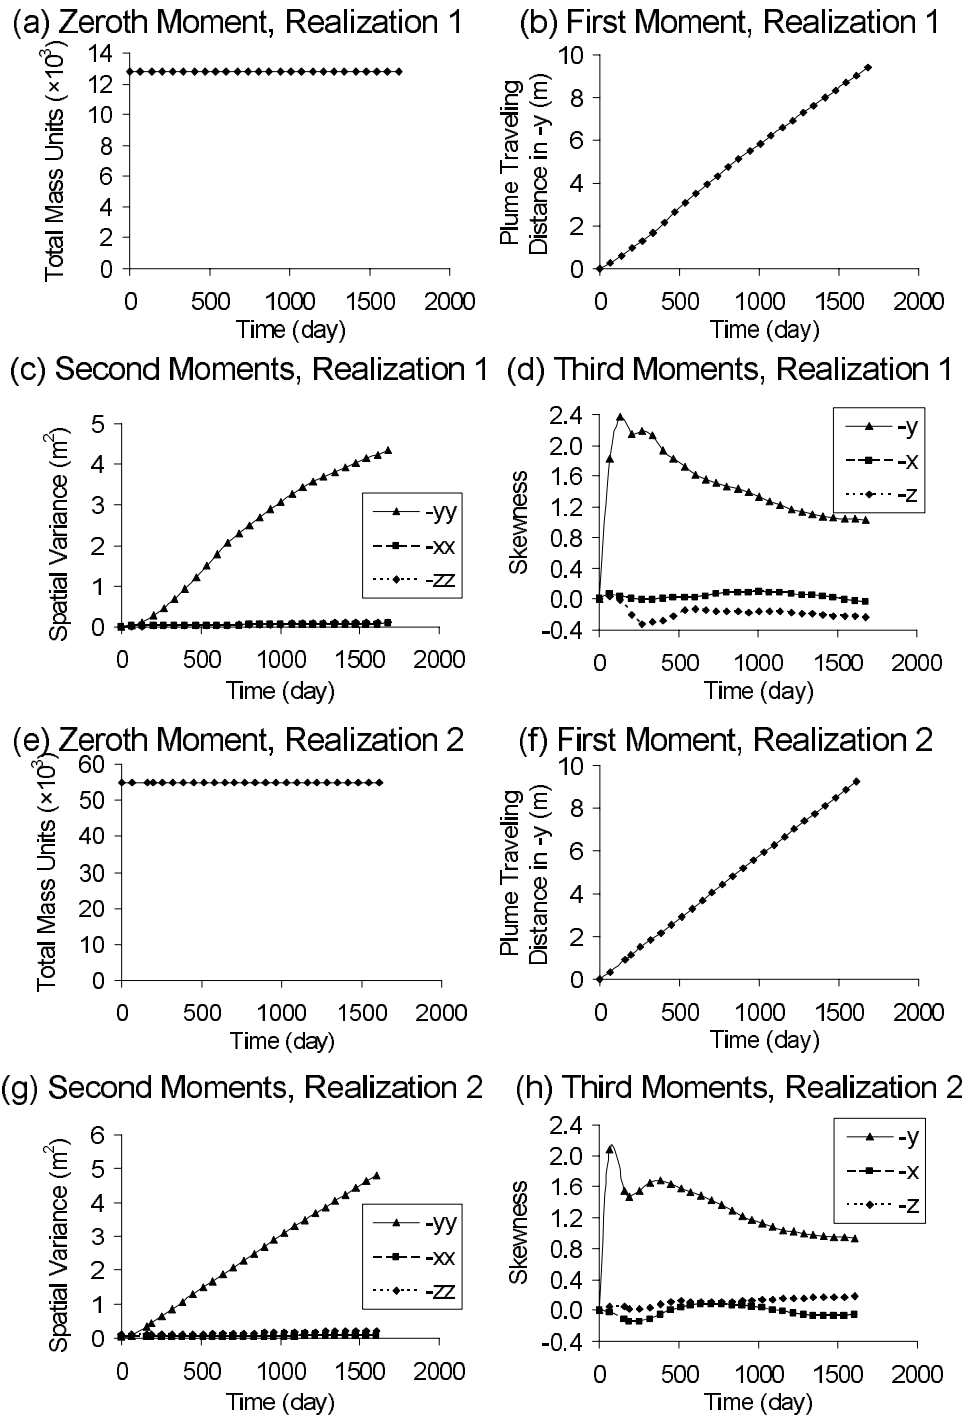 (a) Zeroth Moment, Realization 1
Total Mass Units (×10³)
14
12
10
8
6
4
2
0
0 500 1000 1500 2000
Time (day)
(b) First Moment, Realization 1
Plume Traveling
Distance in -y (m)
10
8
6
4
2
0
0 500 1000 1500 2000
Time (day)
(c) Second Moments, Realization 1
Spatial Variance (m²)
5
4
3
2
1
0
-yy
-xx
-zz
0 500 1000 1500 2000
Time (day)
(d) Third Moments, Realization 1
Skewness
2.4
2.0
1.6
1.2
0.8
0.4
0.0
-0.4
-y
-x
-z
0 500 1000 1500 2000
Time (day)
(e) Zeroth Moment, Realization 2
Total Mass Units (×10³)
60
50
40
30
20
10
0
0 500 1000 1500 2000
Time (day)
(f) First Moment, Realization 2
Plume Traveling
Distance in -y (m)
10
8
6
4
2
0
0 500 1000 1500 2000
Time (day)
(g) Second Moments, Realization 2
Spatial Variance (m²)
6
5
4
3
2
1
0
-yy
-xx
-zz
0 500 1000 1500 2000
Time (day)
(h) Third Moments, Realization 2
Skewness
2.4
2.0
1.6
1.2
0.8
0.4
0.0
-0.4
-y
-x
-z
0 500 1000 1500 2000
Time (day)